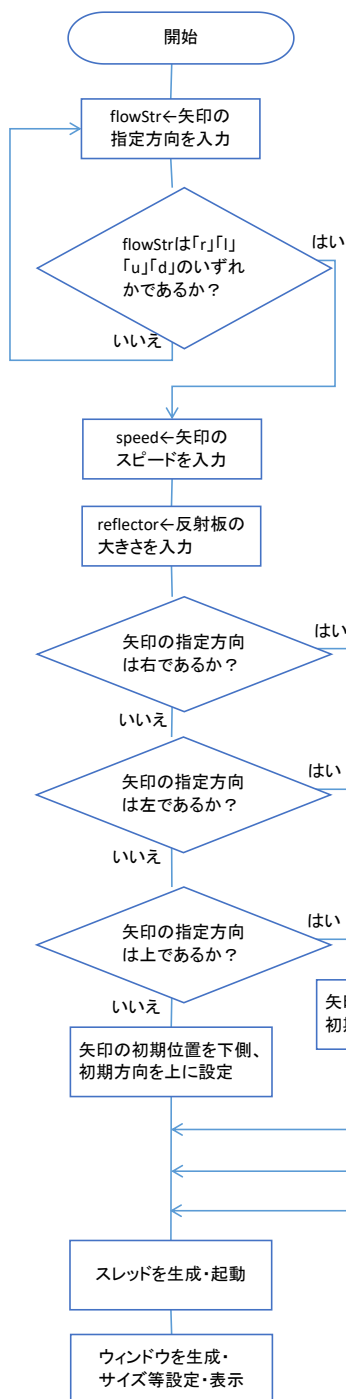 開始
flowStr←矢印の
指定方向を入力
flowStrは「r」「l」
「u」「d」のいずれ
かであるか？
はい
いいえ
speed←矢印の
スピードを入力
reflector←反射板の
大きさを入力
矢印の指定方向
は右であるか？
はい
いいえ
矢印の指定方向
は左であるか？
はい
いいえ
矢印の指定方向
は上であるか？
はい
いいえ
矢印の初期位置を下側、
初期方向を上に設定
矢
初期
スレッドを生成・起動
ウィンドウを生成・
サイズ等設定・表示